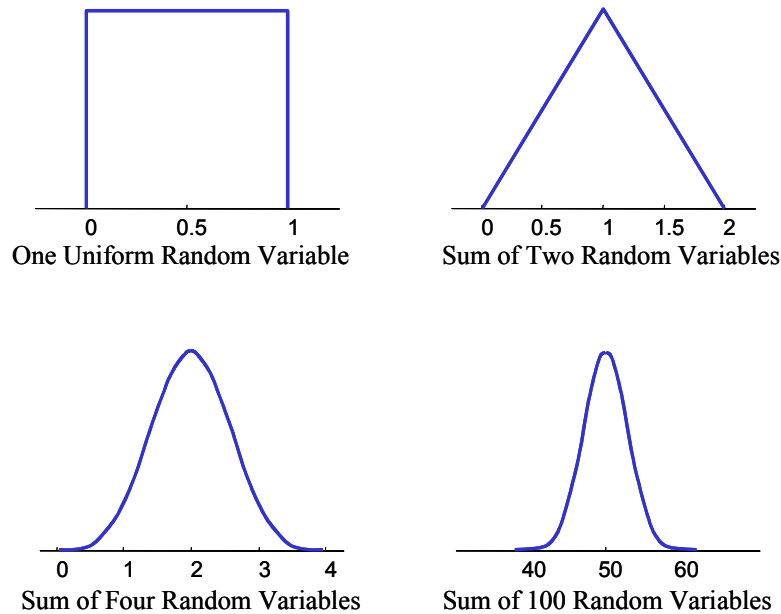 0 0.5 1
One Uniform Random Variable
0 0.5 1 1.5 2
Sum of Two Random Variables
0 1 2 3 4
Sum of Four Random Variables
40 50 60
Sum of 100 Random Variables